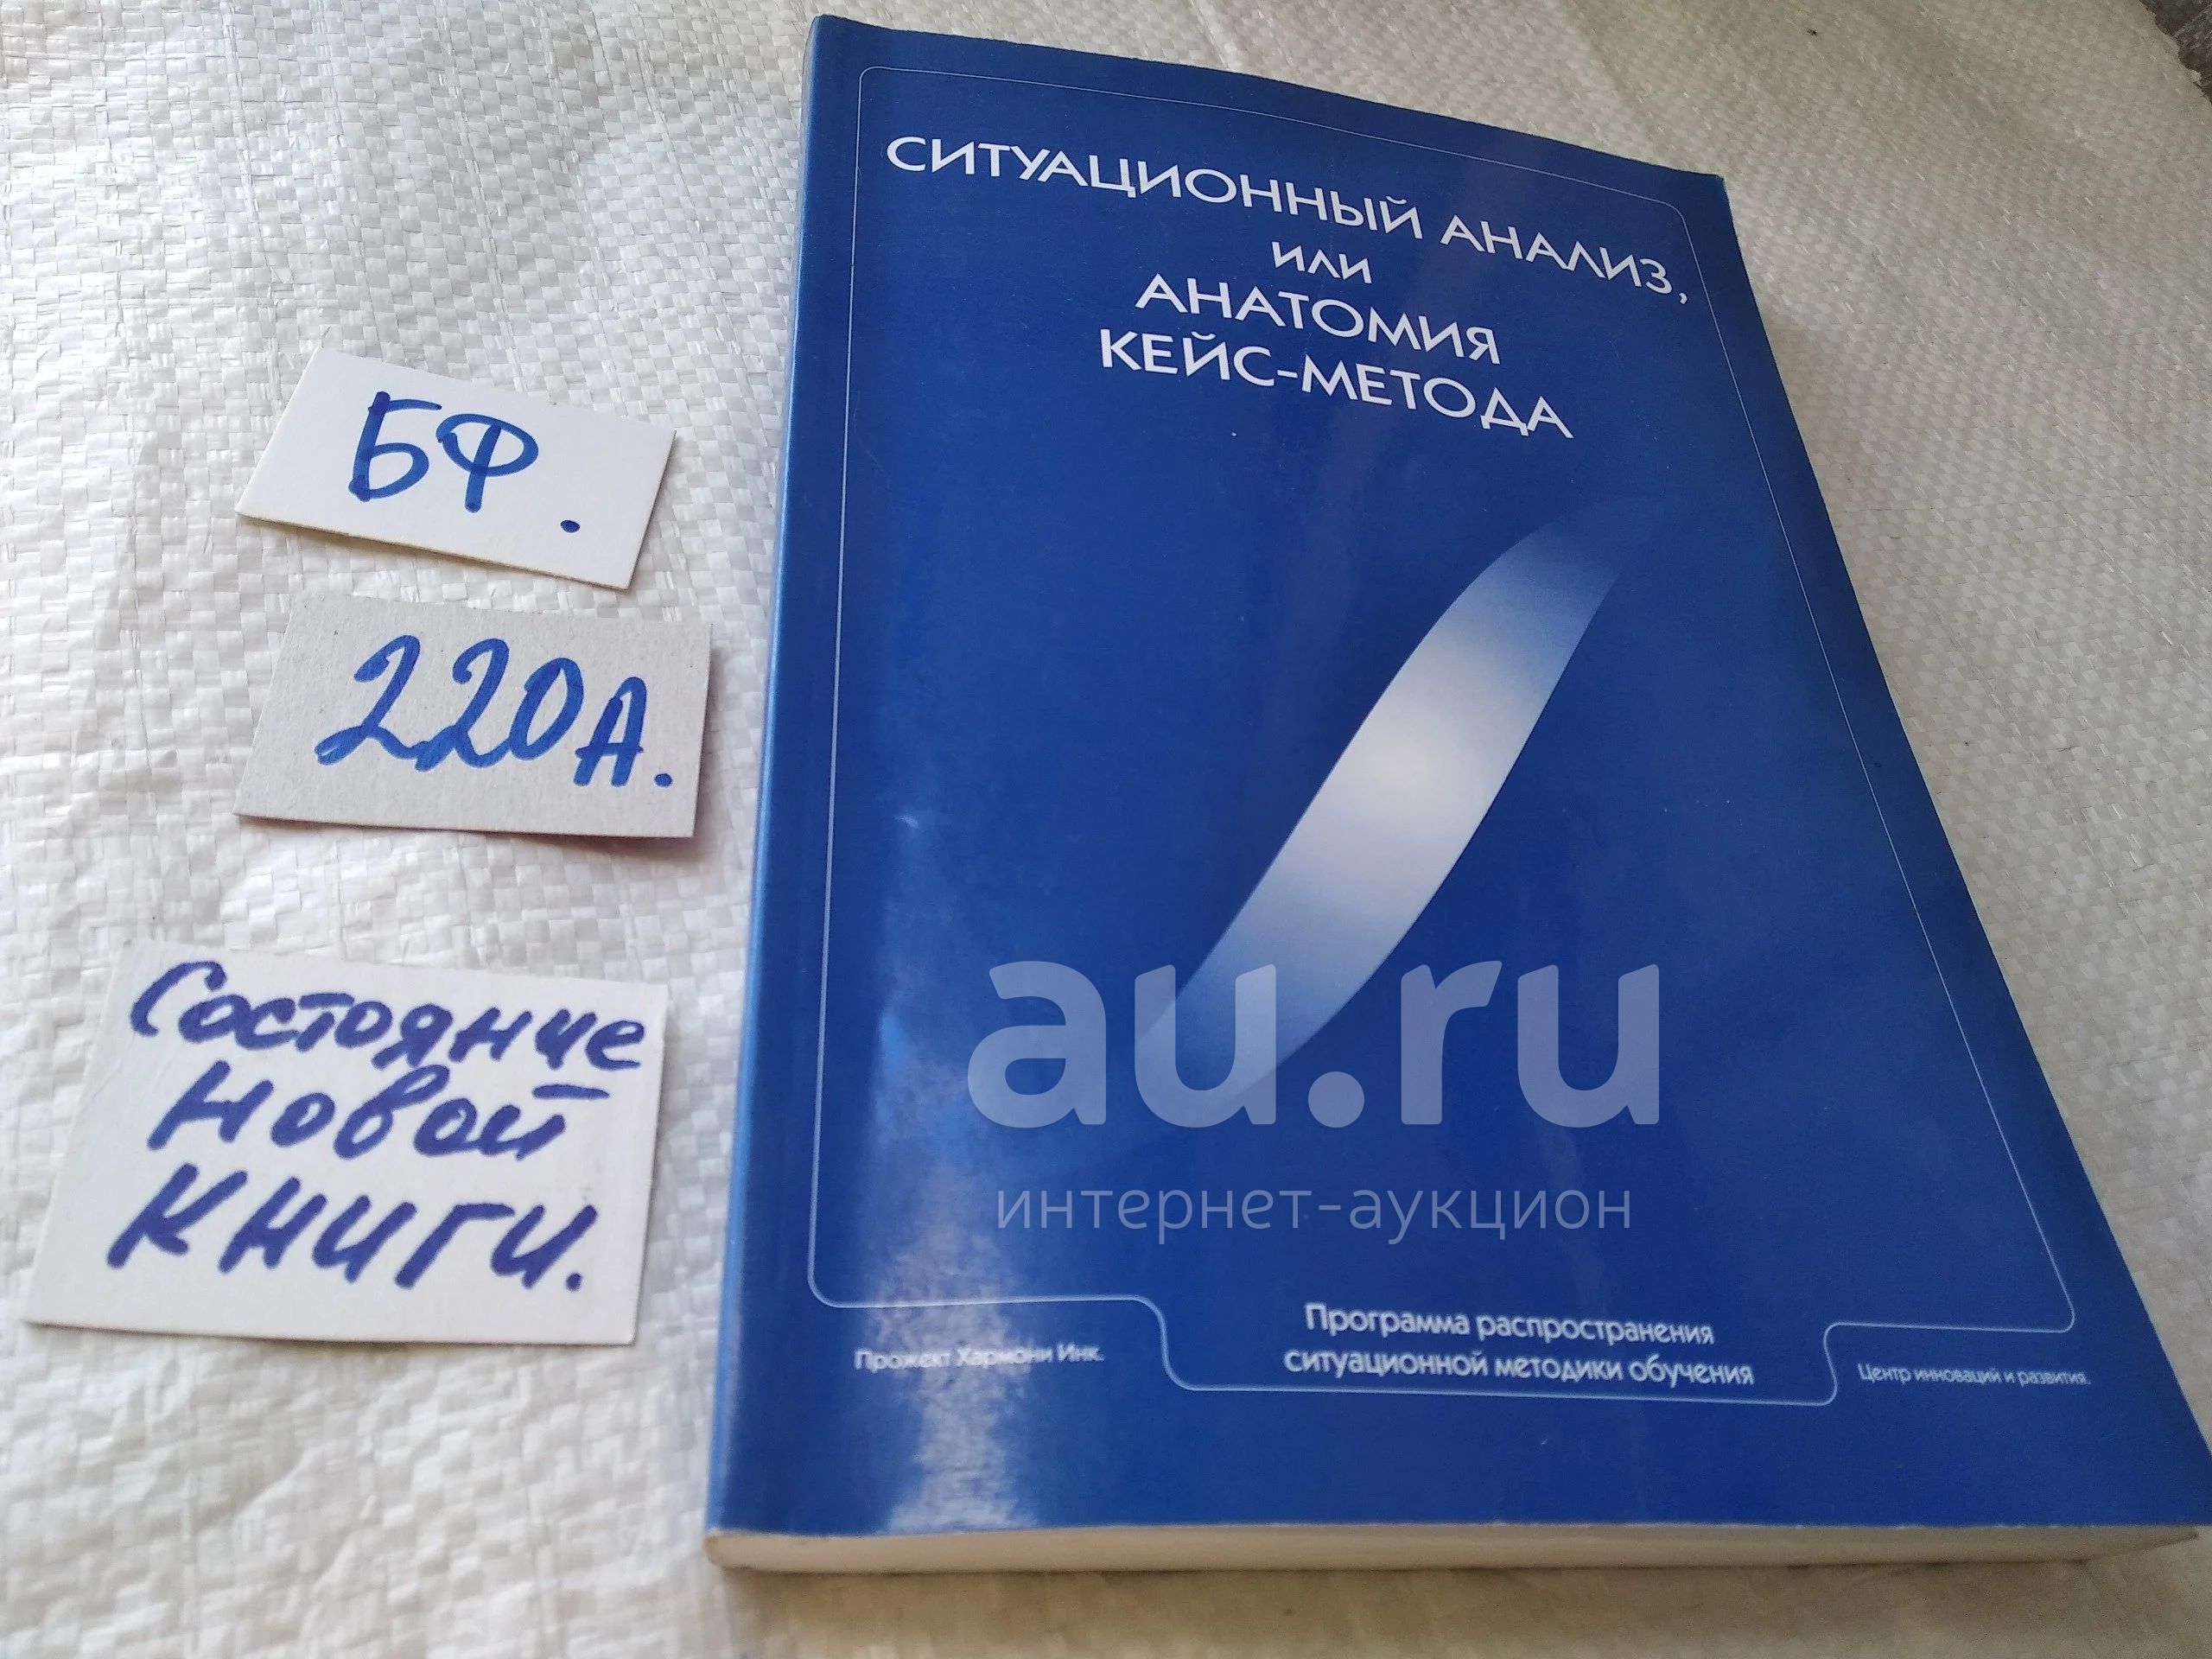 БФ.
220А.
Состояние
новой
книги.
СИТУАЦИОННЫЙ АНАЛИЗ,
ИЛИ
АНАТОМИЯ
КЕЙС-МЕТОДА
au.ru
интернет-аукцион
Программа распространения
ситуационной методики обучения
Прожект Хармони Инк.
Центр инноваций и развития.